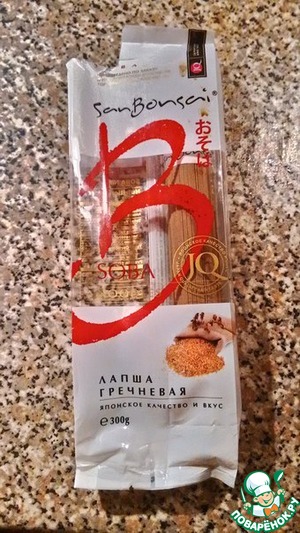 SanBonsai®
おそば
SOBA
JQ
ЛАПША
ГРЕЧНЕВАЯ
ЯПОНСКОЕ КАЧЕСТВО И ВКУС
℮ 300g
ПОВАРЁНОК.РУ